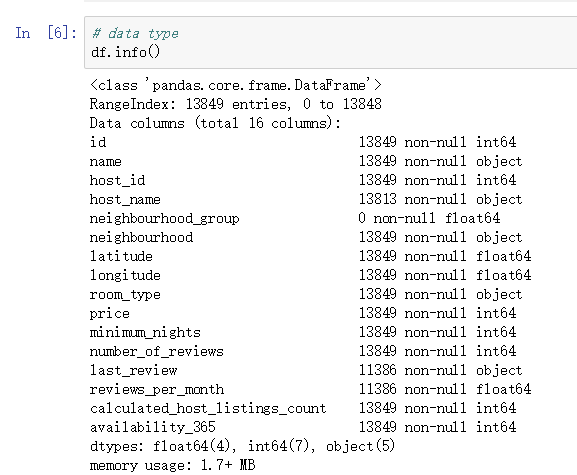 In [6]: # data type
df.info()
<class 'pandas.core.frame.DataFrame'>
RangeIndex: 13849 entries, 0 to 13848
Data columns (total 16 columns):
id 13849 non-null int64
name 13849 non-null object
host_id 13849 non-null int64
host_name 13813 non-null object
neighbourhood_group 0 non-null float64
neighbourhood 13849 non-null object
latitude 13849 non-null float64
longitude 13849 non-null float64
room_type 13849 non-null object
price 13849 non-null int64
minimum_nights 13849 non-null int64
number_of_reviews 13849 non-null int64
last_review 11386 non-null object
reviews_per_month 11386 non-null float64
calculated_host_listings_count 13849 non-null int64
availability_365 13849 non-null int64
dtypes: float64(4), int64(7), object(5)
memory usage: 1.7+ MB